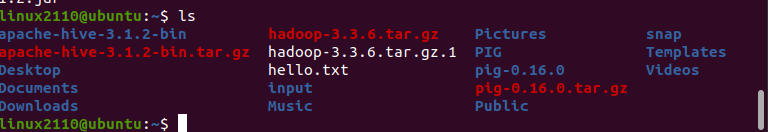 1.2.jar
linux2110@ubuntu:~$ ls
apache-hive-3.1.2-bin hadoop-3.3.6.tar.gz Pictures snap
apache-hive-3.1.2-bin.tar.gz hadoop-3.3.6.tar.gz.1 PIG Templates
Desktop hello.txt pig-0.16.0 Videos
Documents input pig-0.16.0.tar.gz
Downloads Music Public
linux2110@ubuntu:~$